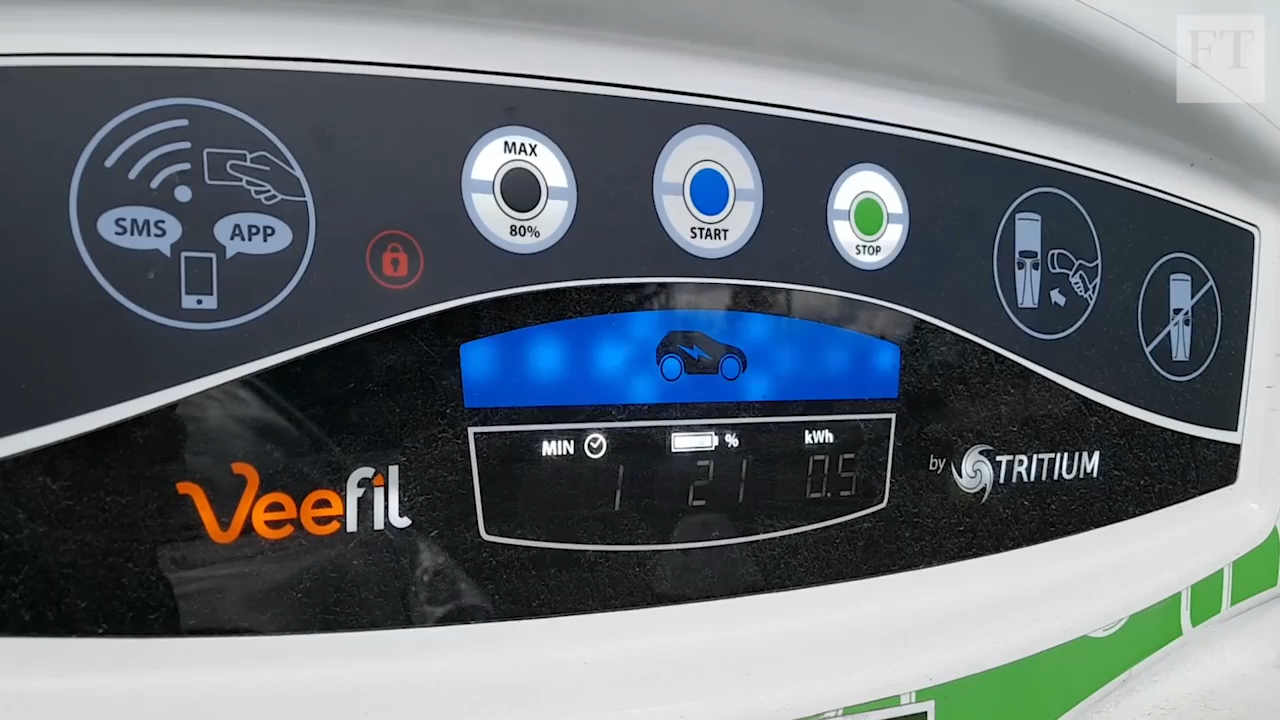 FT
MAX
80%
START
STOP
SMS
APP
MIN
%
kWh
1
21
0.5
Veefil
by TRITIUM